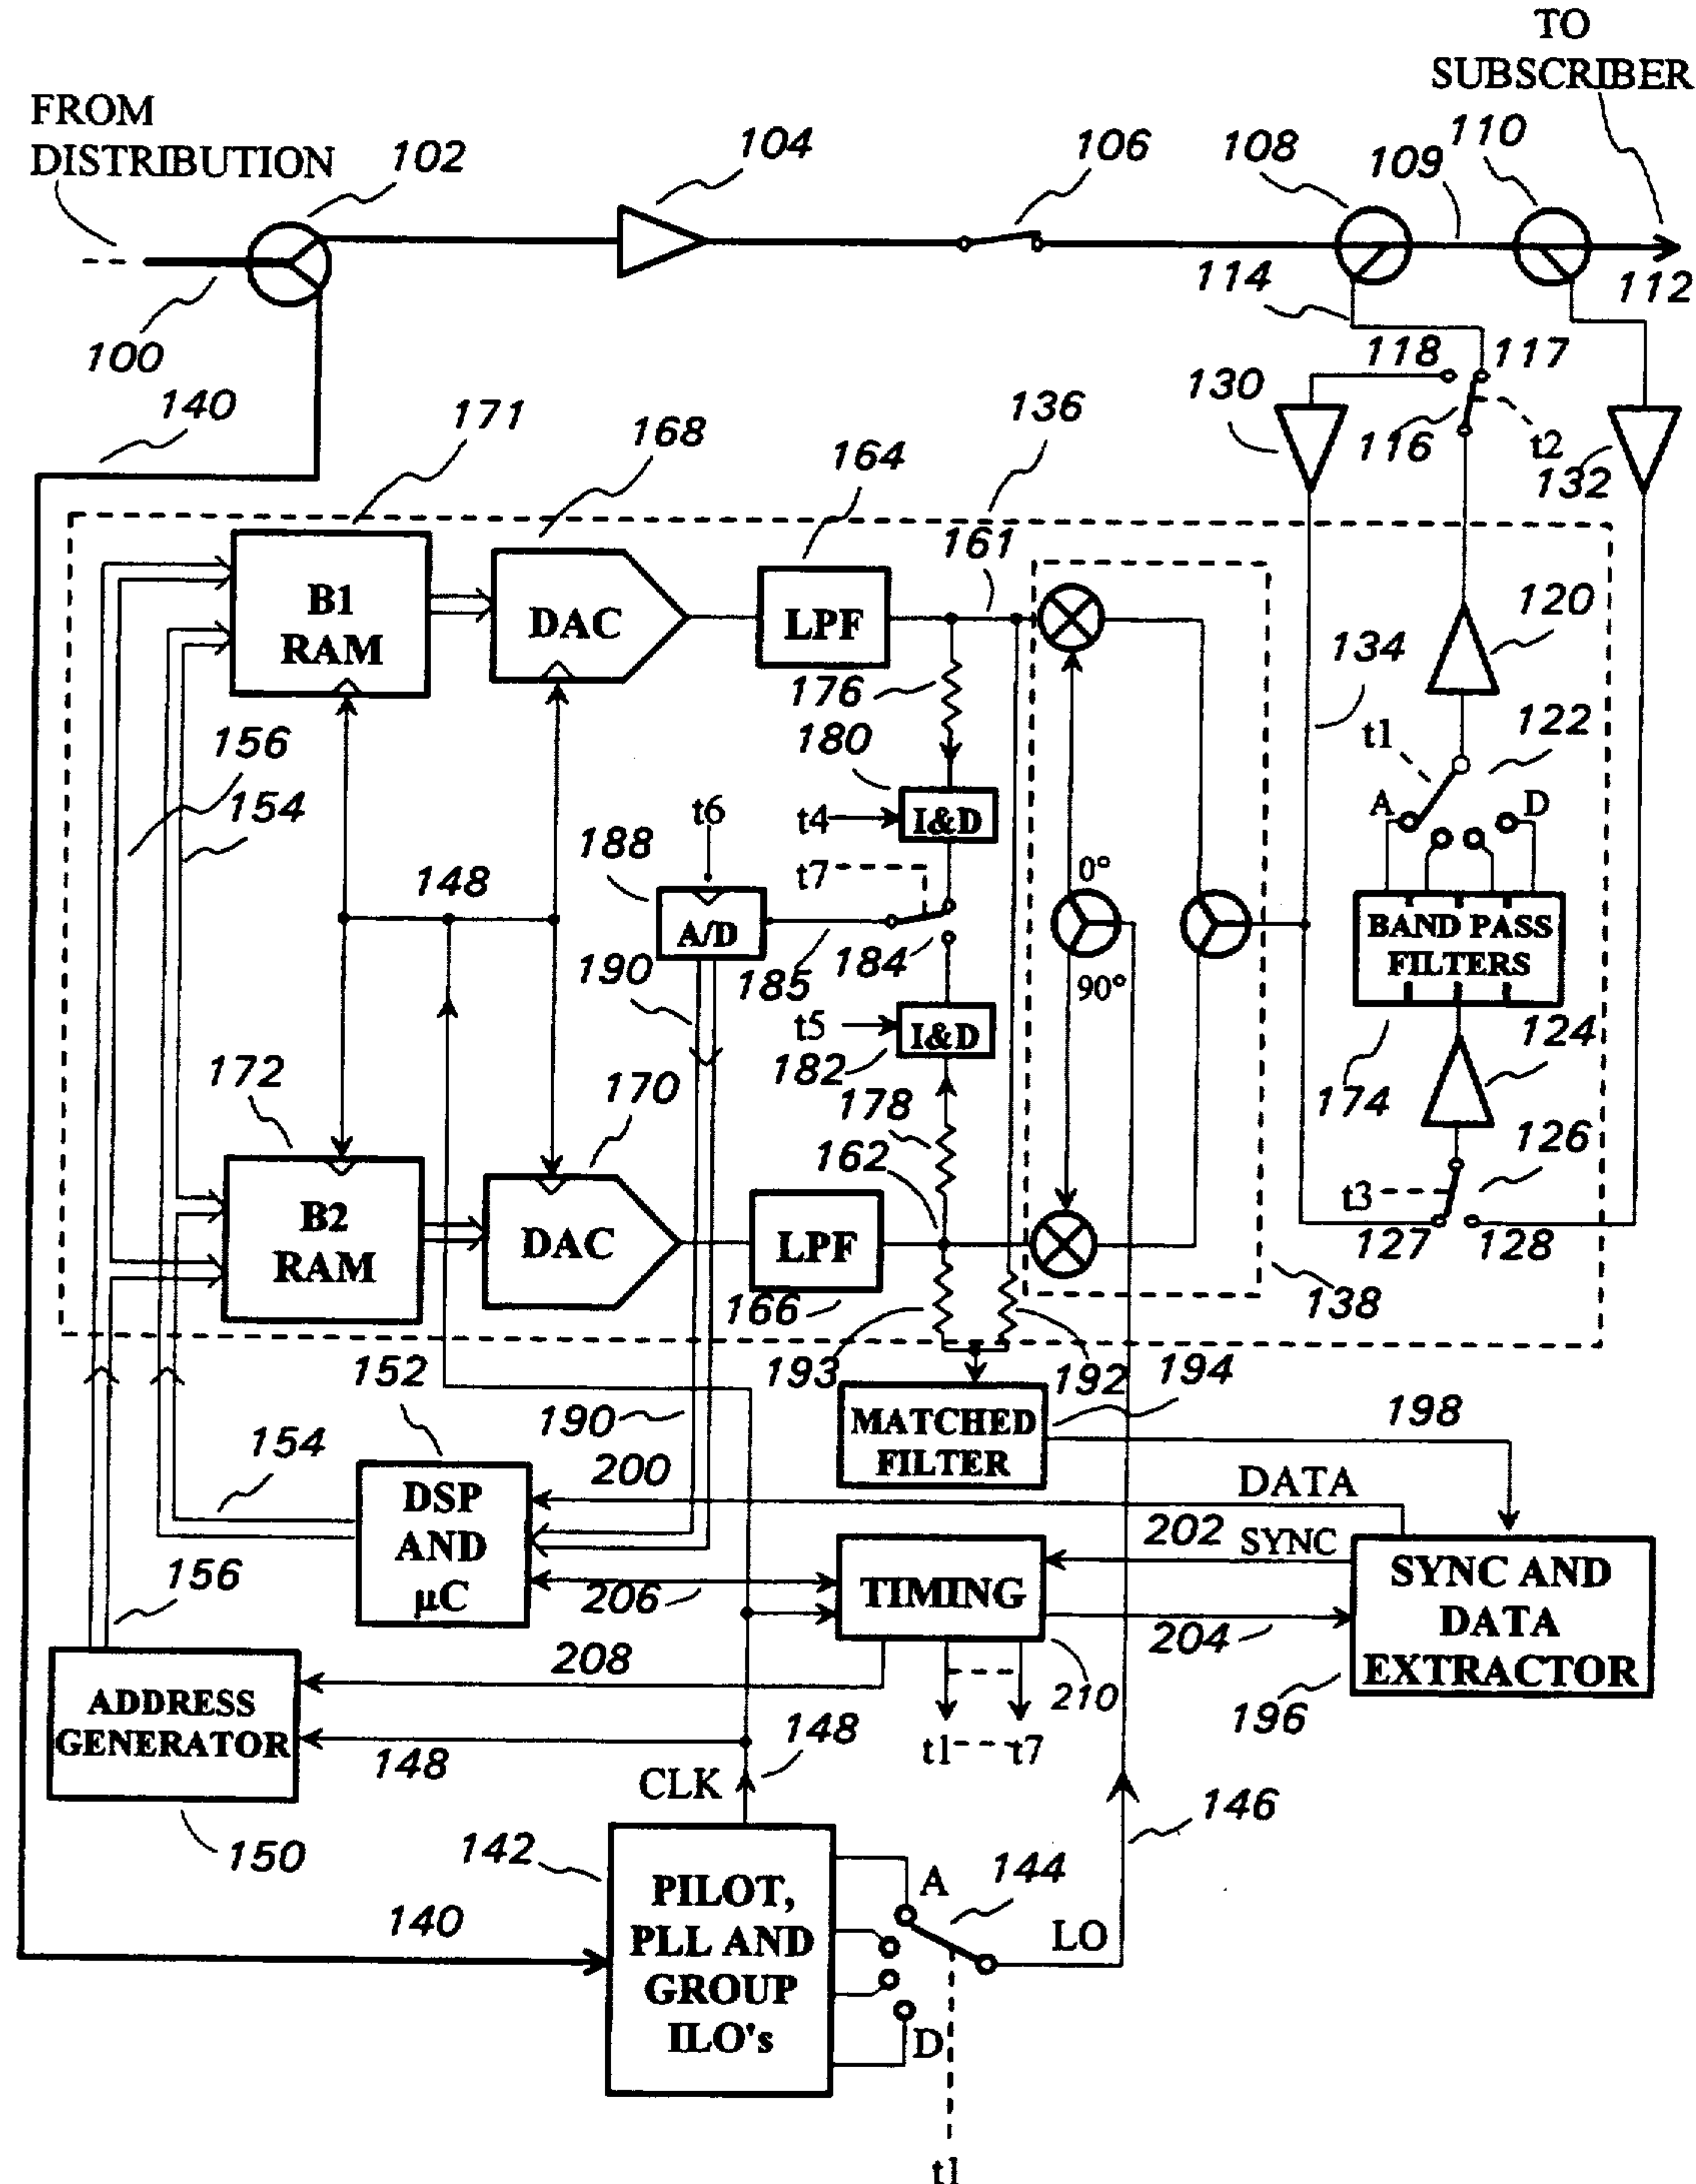 TO
SUBSCRIBER
FROM
DISTRIBUTION
102
104
106
108
109
110
100
114
112
118
117
140
171
168
164
136
130
116
t2
132
161
B1
RAM
DAC
LPF
120
176
134
156
180
t1
122
154
t6
t4
I&D
A
D
188
148
t7
0°
A/D
BAND PASS
FILTERS
190
185
184
90°
t5
I&D
124
172
182
170
178
174
126
162
t3
B2
RAM
DAC
LPF
127
128
166
138
152
193
192
194
190
MATCHED
FILTER
198
154
200
DSP
AND
µC
DATA
202
SYNC
156
206
TIMING
SYNC AND
DATA
EXTRACTOR
204
208
210
ADDRESS
GENERATOR
196
148
148
t1
t7
CLK
146
150
142
144
PILOT,
PLL AND
GROUP
ILO's
A
140
LO
D
t1